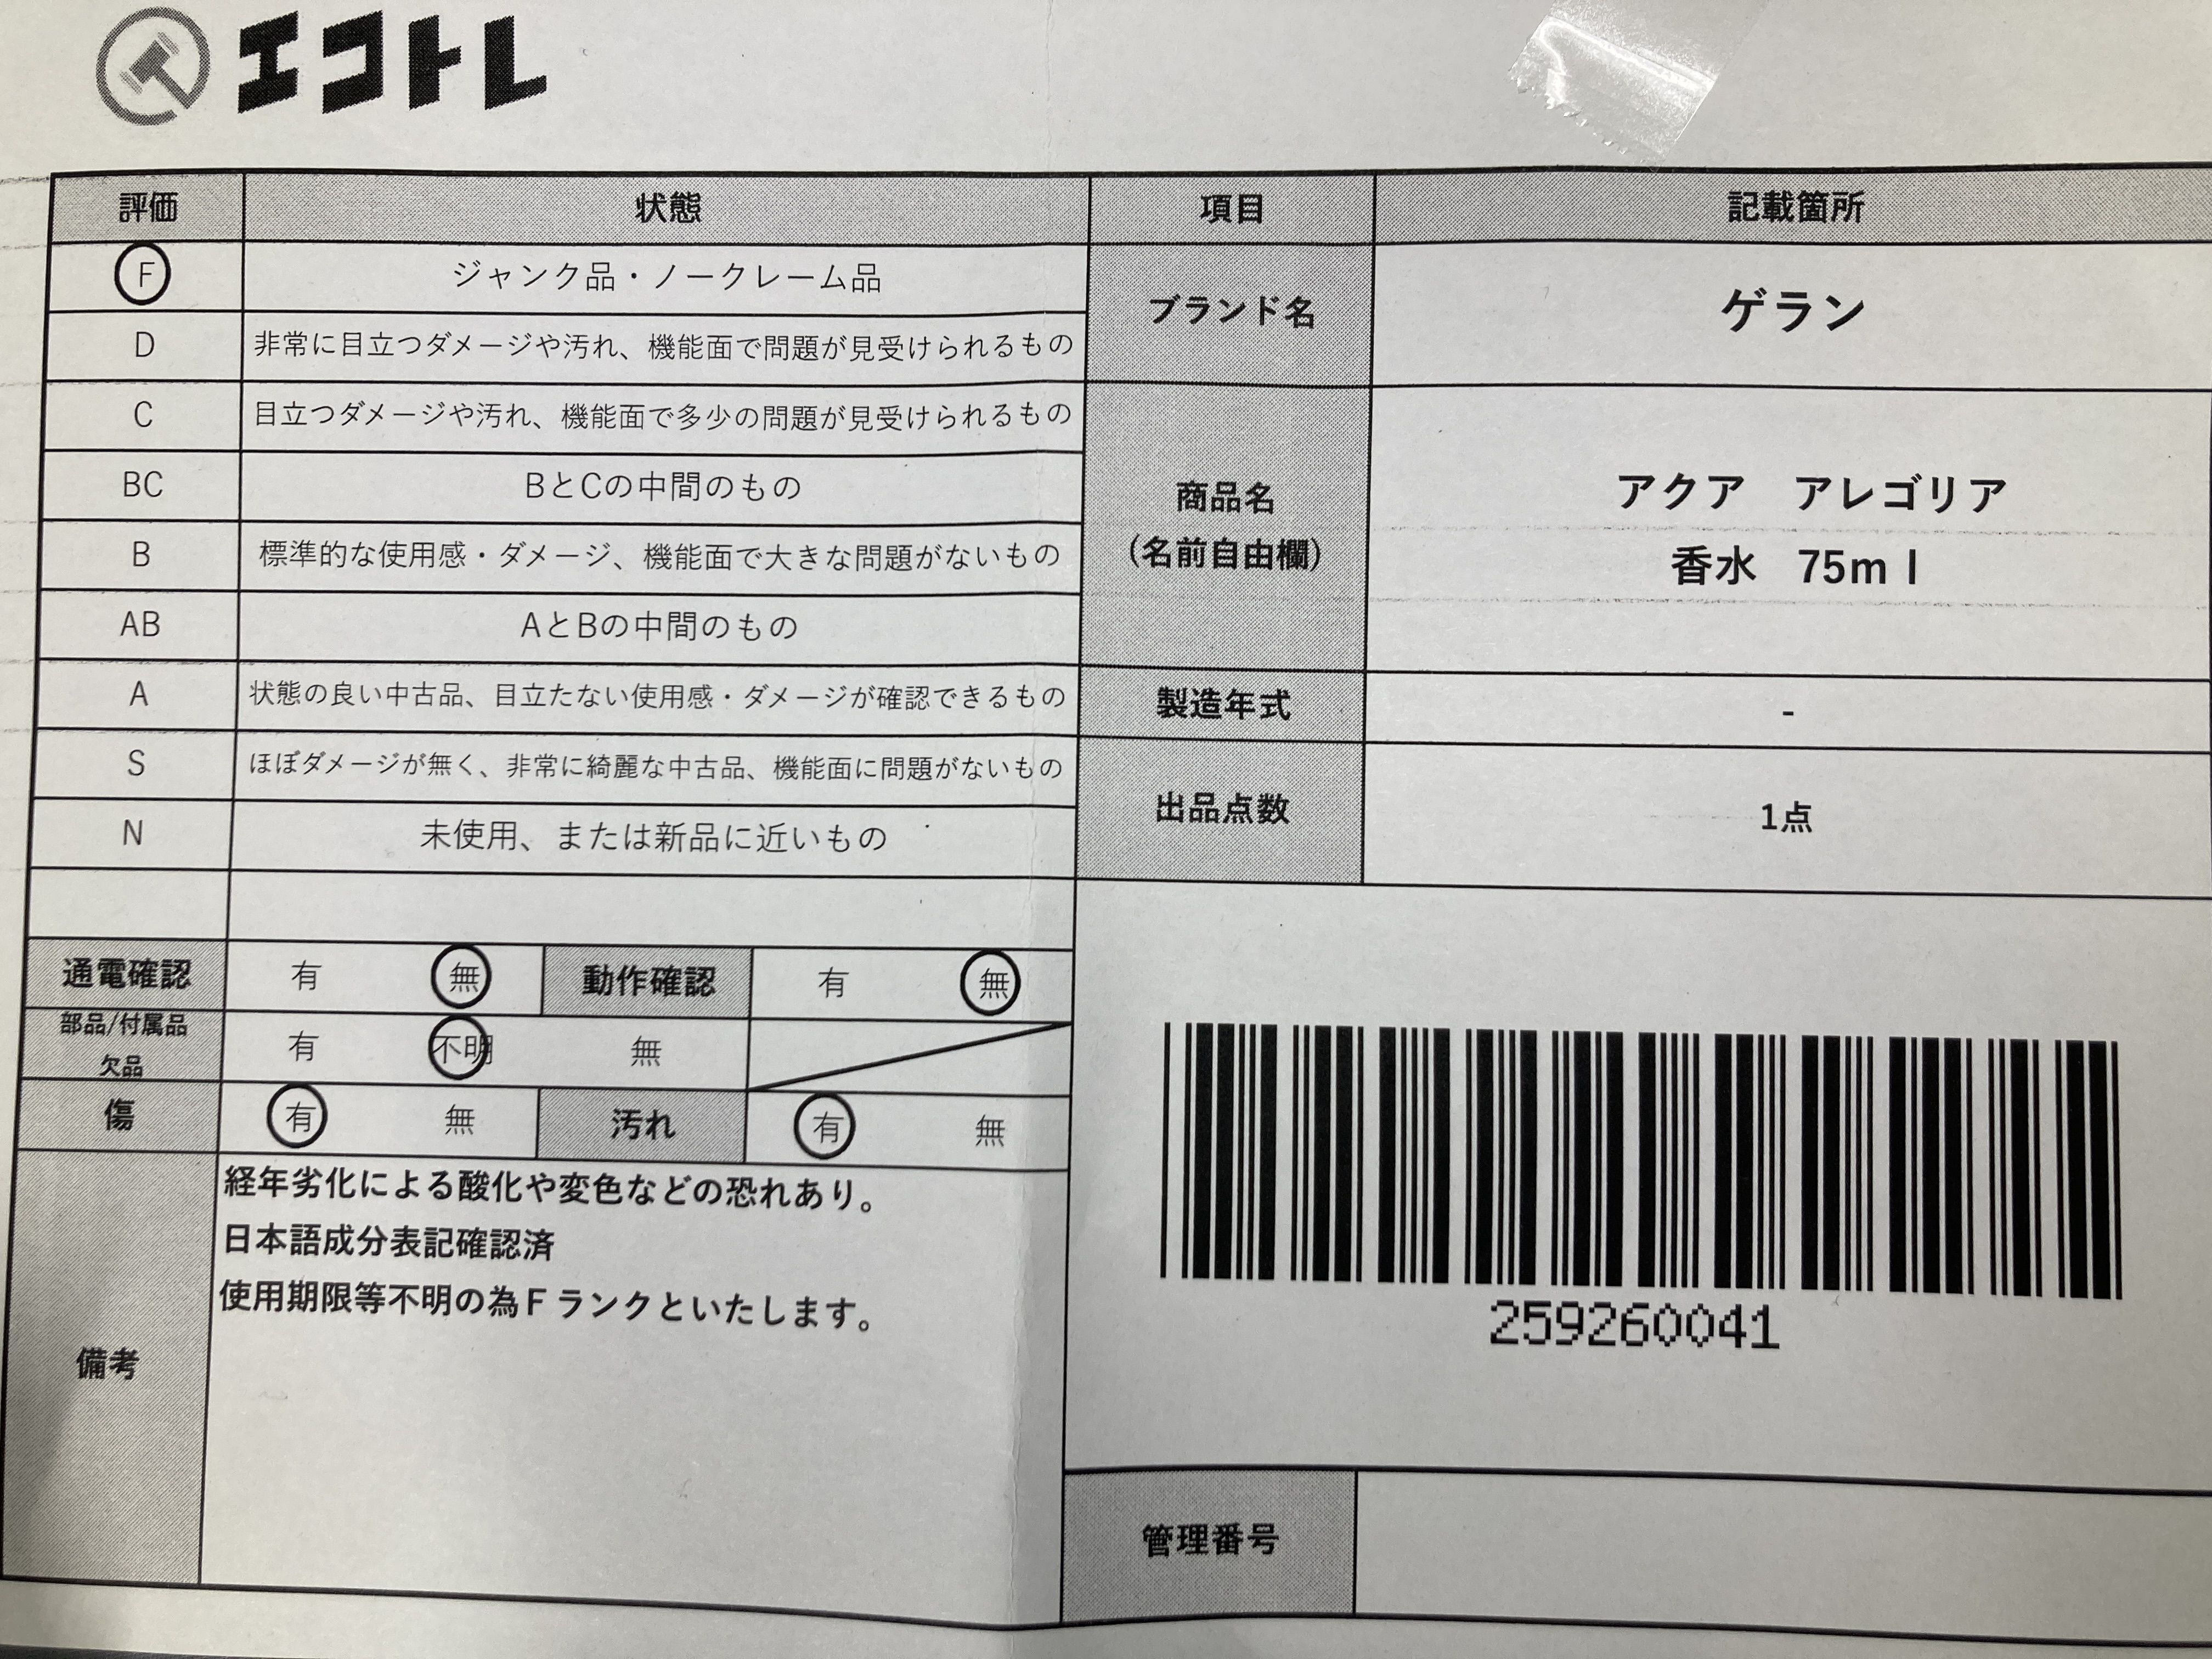 エコトレ
評価 状態 項目 記載箇所
F ジャンク品・ノークレーム品
D 非常に目立つダメージや汚れ、機能面で問題が見受けられるもの
C 目立つダメージや汚れ、機能面で多少の問題が見受けられるもの
BC BとCの中間のもの
B 標準的な使用感・ダメージ、機能面で大きな問題がないもの
AB AとBの中間のもの
A 状態の良い中古品、目立たない使用感・ダメージが確認できるもの
S ほぼダメージが無く、非常に綺麗な中古品、機能面に問題がないもの
N 未使用、または新品に近いもの
ブランド名 ゲラン
商品名
(名前自由欄)
アクア アレゴリア
香水 75ml
製造年式 -
出品点数 1点
通電確認 有 無 動作確認 有 無
部品/付属品
欠品
有 不明 無
傷 有 無 汚れ 有 無
備考
経年劣化による酸化や変色などの恐れあり。
日本語成分表記確認済
使用期限等不明の為Fランクといたします。
259260041
管理番号